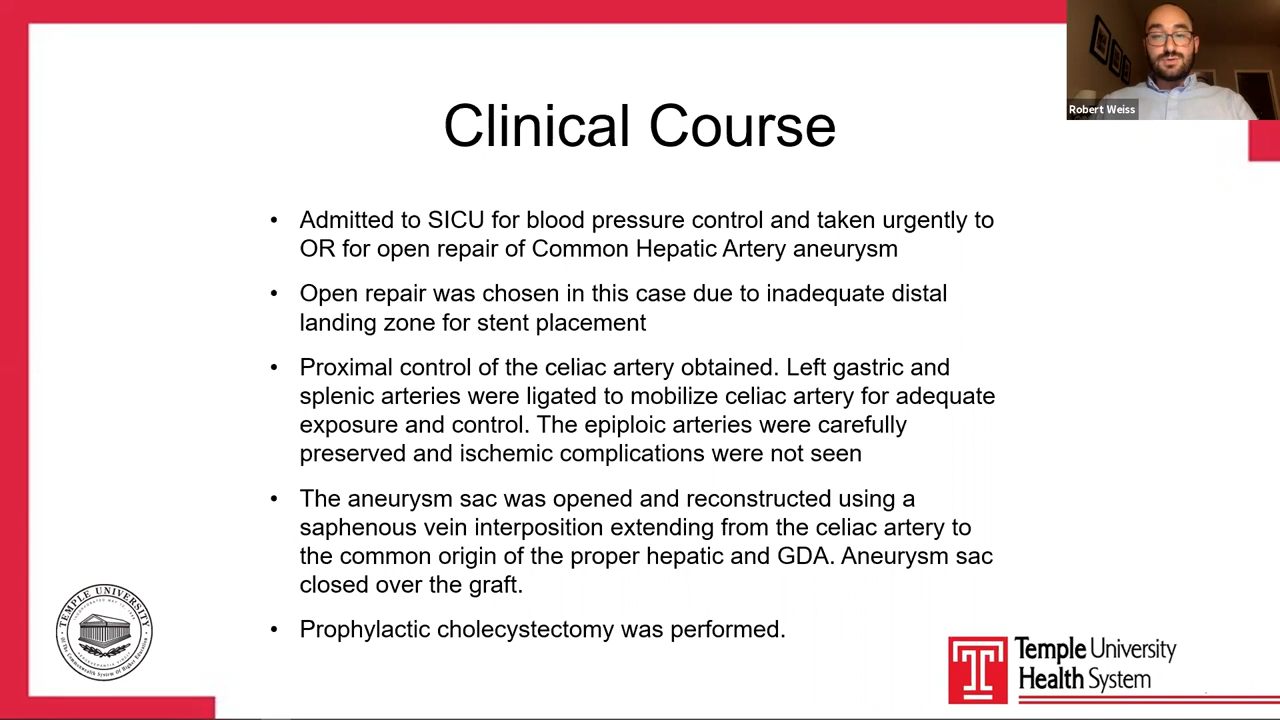 Robert Weiss
Clinical Course
• Admitted to SICU for blood pressure control and taken urgently to
OR for open repair of Common Hepatic Artery aneurysm
• Open repair was chosen in this case due to inadequate distal
landing zone for stent placement
• Proximal control of the celiac artery obtained. Left gastric and
splenic arteries were ligated to mobilize celiac artery for adequate
exposure and control. The epiploic arteries were carefully
preserved and ischemic complications were not seen
• The aneurysm sac was opened and reconstructed using a
saphenous vein interposition extending from the celiac artery to
the common origin of the proper hepatic and GDA. Aneurysm sac
closed over the graft.
• Prophylactic cholecystectomy was performed.
TEMPLE UNIVERSITY
Temple University
Health System